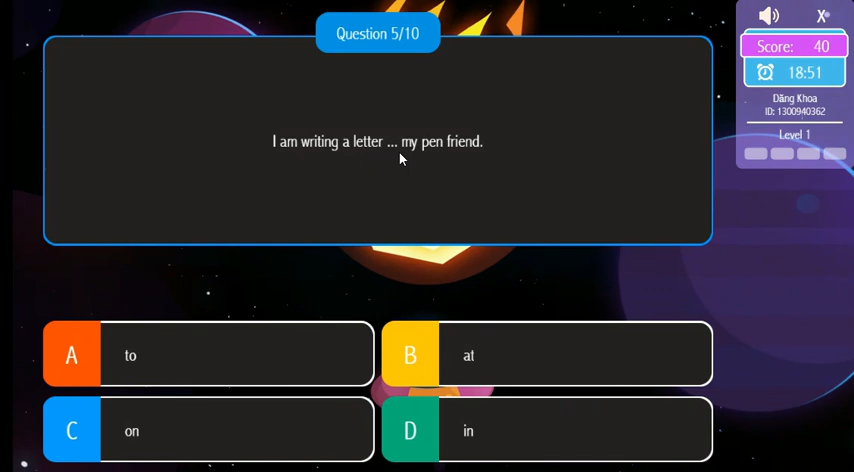 Question 5/10
Score: 40
18:51
Đăng Khoa
ID: 1300940362
Level 1
I am writing a letter ... my pen friend.
A to
B at
C on
D in